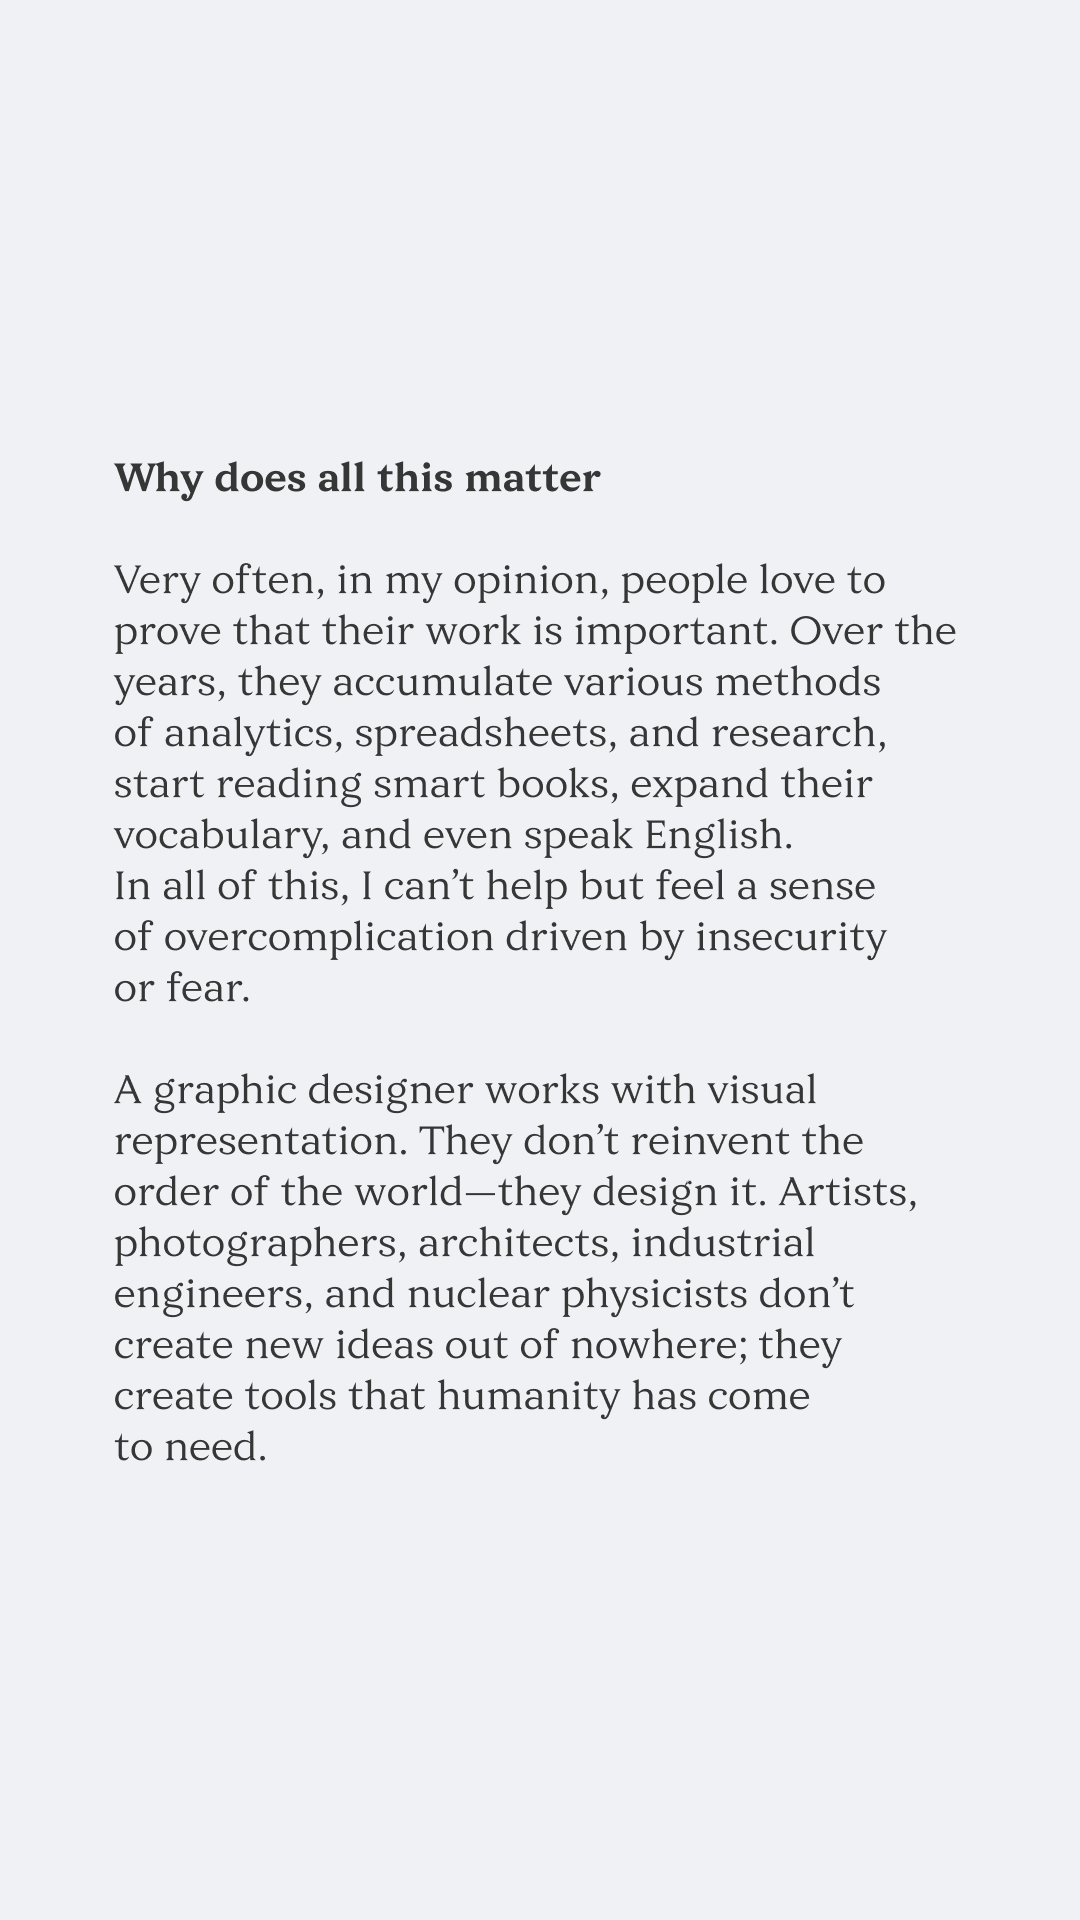 Why does all this matter
Very often, in my opinion, people love to
prove that their work is important. Over the
years, they accumulate various methods
of analytics, spreadsheets, and research,
start reading smart books, expand their
vocabulary, and even speak English.
In all of this, I can’t help but feel a sense
of overcomplication driven by insecurity
or fear.
A graphic designer works with visual
representation. They don’t reinvent the
order of the world—they design it. Artists,
photographers, architects, industrial
engineers, and nuclear physicists don’t
create new ideas out of nowhere; they
create tools that humanity has come
to need.